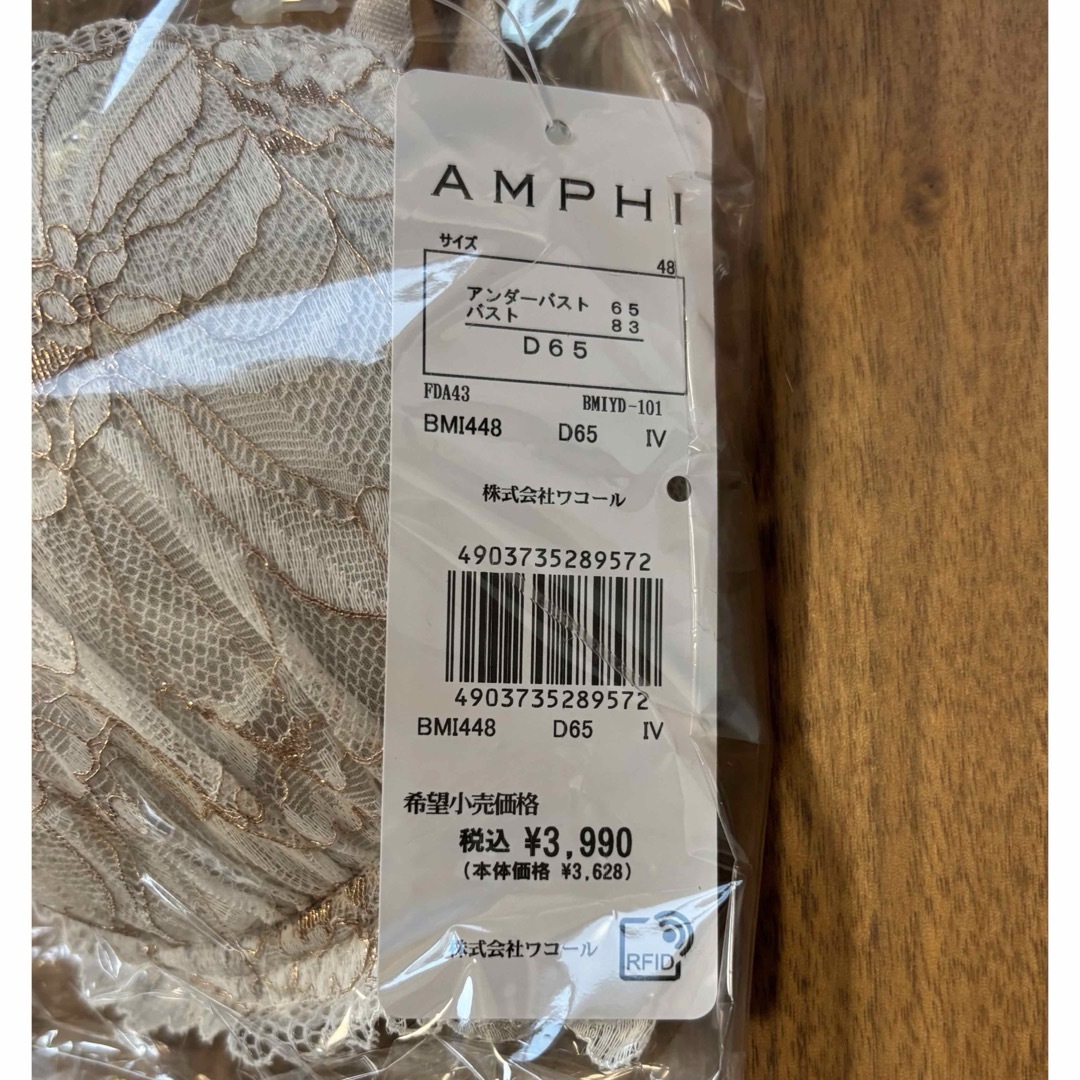 AMPHI
サイズ
48
アンダーバスト 65
バスト 83
D65
FDA43 BMIYD-101
BMI448 D65 IV
株式会社ワコール
4903735289572
4903735289572
BMI448 D65 IV
希望小売価格
税込 ¥3,990
(本体価格 ¥3,628)
株式会社ワコール
RFID